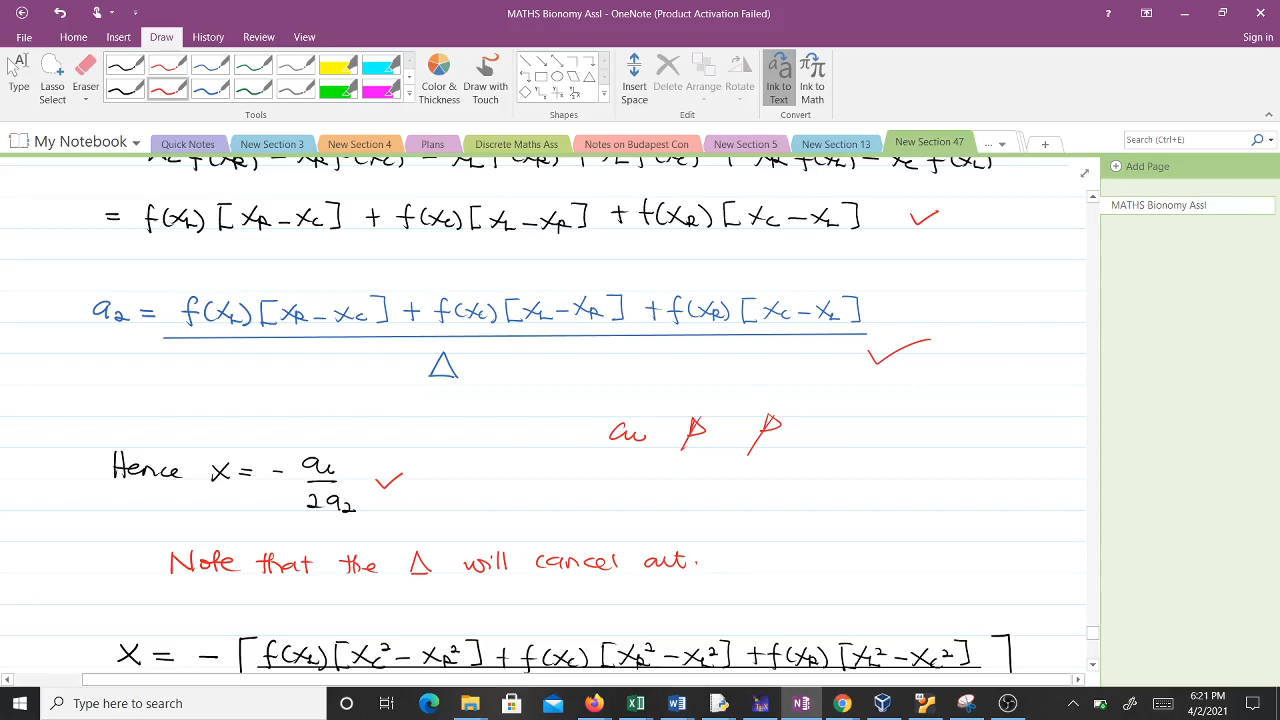 MATHS Bionomy Assl - OneNote (Product Activation Failed)
File Home Insert Draw History Review View Sign in
Type Lasso Select Eraser Color & Thickness Draw with Touch Insert Space Delete Arrange Rotate Ink to Text Ink to Math
Tools Shapes Edit Convert
My Notebook Quick Notes New Section 3 New Section 4 Plans Discrete Maths Ass Notes on Budapest Con New Section 5 New Section 13 New Section 47 ... Search (Ctrl+E)
Add Page
MATHS Bionomy Assl
= f(x_L)[x_R - x_C] + f(x_C)[x_L - x_R] + f(x_R)[x_C - x_L] ✓
a_2 = f(x_L)[x_R - x_C] + f(x_C)[x_L - x_R] + f(x_R)[x_C - x_L]
Δ ✓
Hence x = - a_1
2a_2 ✓
Note that the Δ will cancel out.
X = - [ f(x_L)[x_C² - x_R²] + f(x_C)[x_R² - x_L²] + f(x_R)[x_L² - x_C²] ]
Type here to search
6:21 PM
4/2/2021